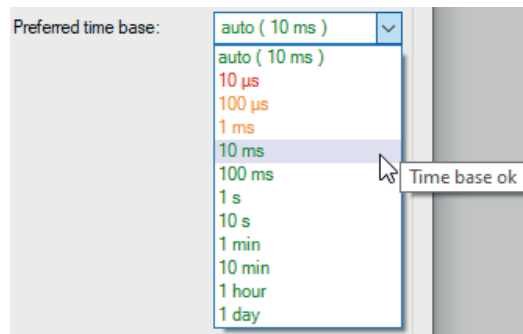 Preferred time base: auto ( 10 ms )
auto ( 10 ms )
10 µs
100 µs
1 ms
10 ms
100 ms
Time base ok
1 s
10 s
1 min
10 min
1 hour
1 day